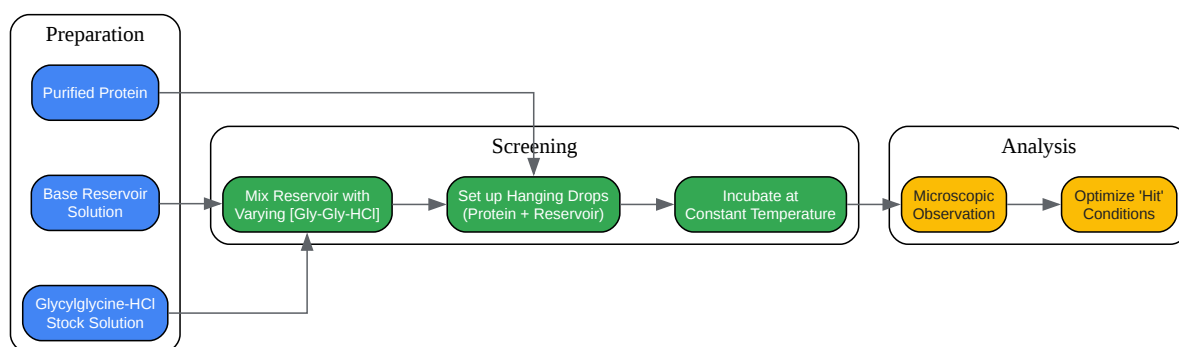 Preparation
Purified Protein
Base Reservoir
Solution
Glycylglycine-HCl
Stock Solution
Screening
Mix Reservoir with
Varying [Gly-Gly-HCl]
Set up Hanging Drops
(Protein + Reservoir)
Incubate at
Constant Temperature
Analysis
Microscopic
Observation
Optimize 'Hit'
Conditions